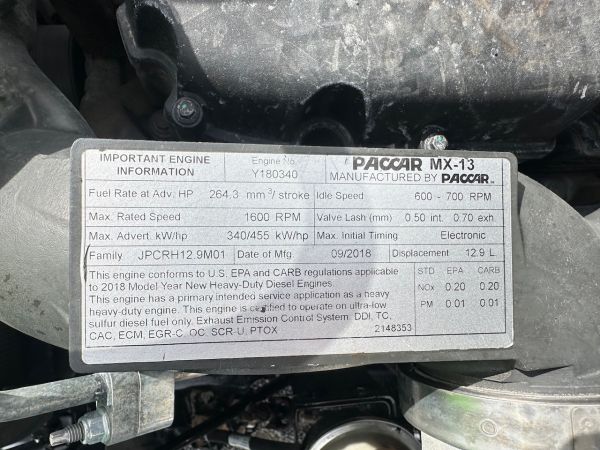 IMPORTANT ENGINE INFORMATION
Engine No. Y180340
PACCAR MX-13
MANUFACTURED BY PACCAR
Fuel Rate at Adv. HP 264.3 mm³/stroke Idle Speed 600 - 700 RPM
Max. Rated Speed 1600 RPM Valve Lash (mm) 0.50 int. 0.70 exh.
Max. Advert. kW/hp 340/455 kW/hp Max. Initial Timing Electronic
Family JPCRH12.9M01 Date of Mfg. 09/2018 Displacement 12.9 L
This engine conforms to U.S. EPA and CARB regulations applicable
to 2018 Model Year New Heavy-Duty Diesel Engines.
This engine has a primary intended service application as a heavy
heavy-duty engine. This engine is certified to operate on ultra-low
sulfur diesel fuel only. Exhaust Emission Control System: DDI, TC,
CAC, ECM, EGR-C, OC, SCR-U, PTOX
2148353
STD EPA CARB
NOx 0.20 0.20
PM 0.01 0.01